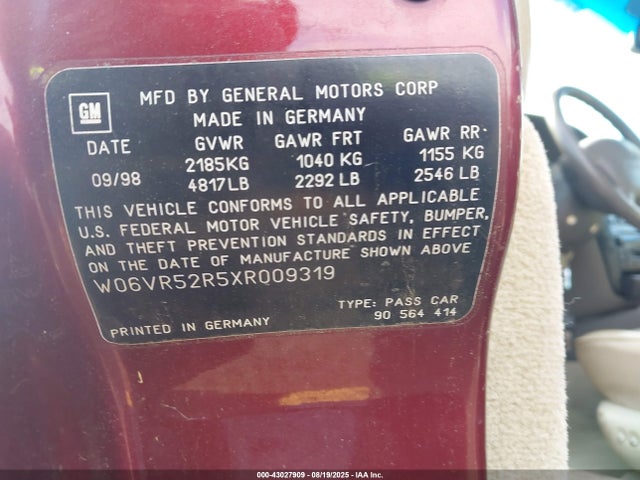 GM
MFD BY GENERAL MOTORS CORP
MADE IN GERMANY
DATE GVWR GAWR FRT GAWR RR
2185KG 1040 KG 1155 KG
09/98 4817LB 2292 LB 2546 LB
THIS VEHICLE CONFORMS TO ALL APPLICABLE
U.S. FEDERAL MOTOR VEHICLE SAFETY, BUMPER,
AND THEFT PREVENTION STANDARDS IN EFFECT
ON THE DATE OF MANUFACTURE SHOWN ABOVE
W06VR52R5XR009319
TYPE: PASS CAR
PRINTED IN GERMANY 90 564 414
000-43027909 - 08/19/2025 - IAA Inc.